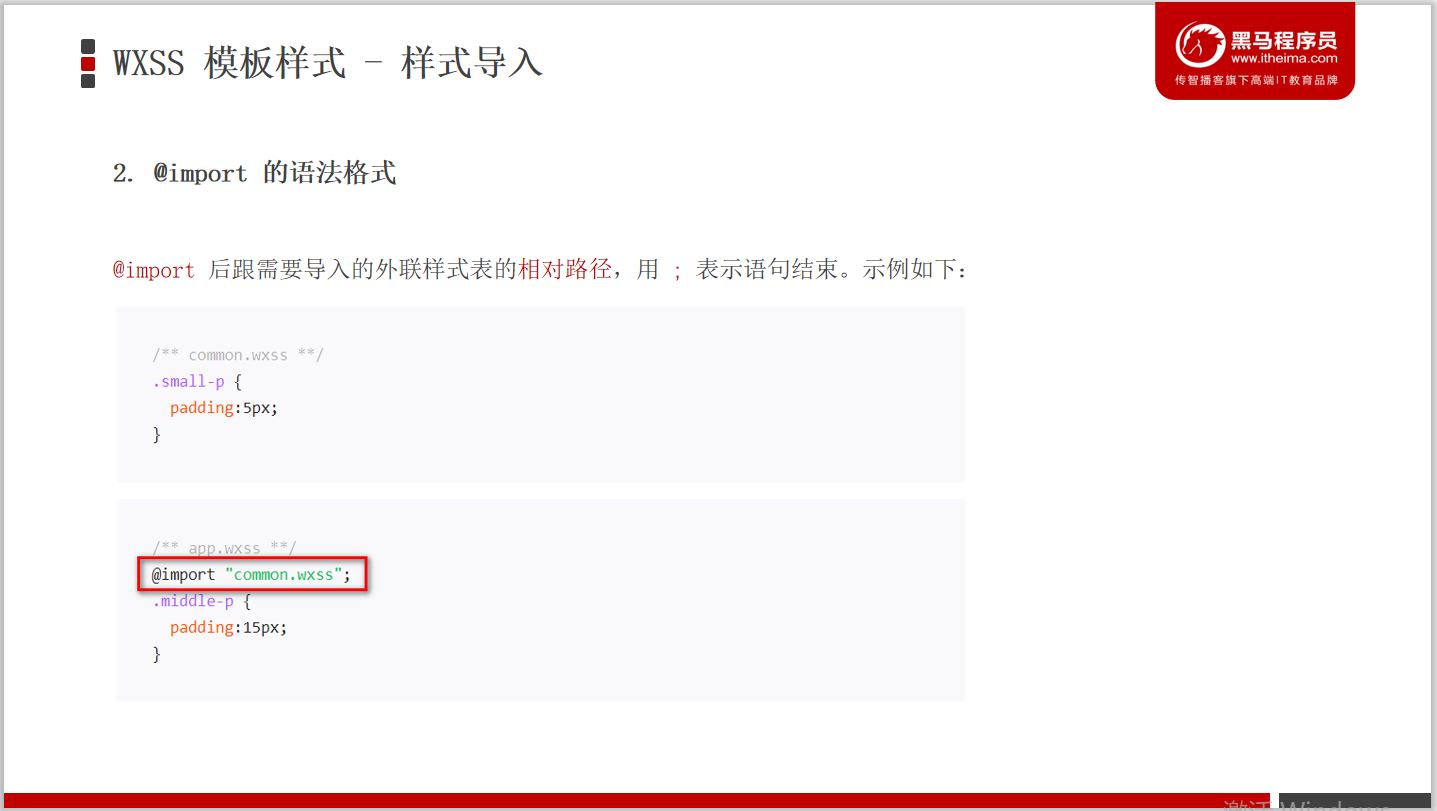 WXSS 模板样式 - 样式导入
黑马程序员
www.itheima.com
传智播客旗下高端IT教育品牌
2. @import 的语法格式
@import 后跟需要导入的外联样式表的相对路径，用 ; 表示语句结束。示例如下：
/** common.wxss **/
.small-p {
  padding:5px;
}
/** app.wxss **/
@import "common.wxss";
.middle-p {
  padding:15px;
}
激活 Windows